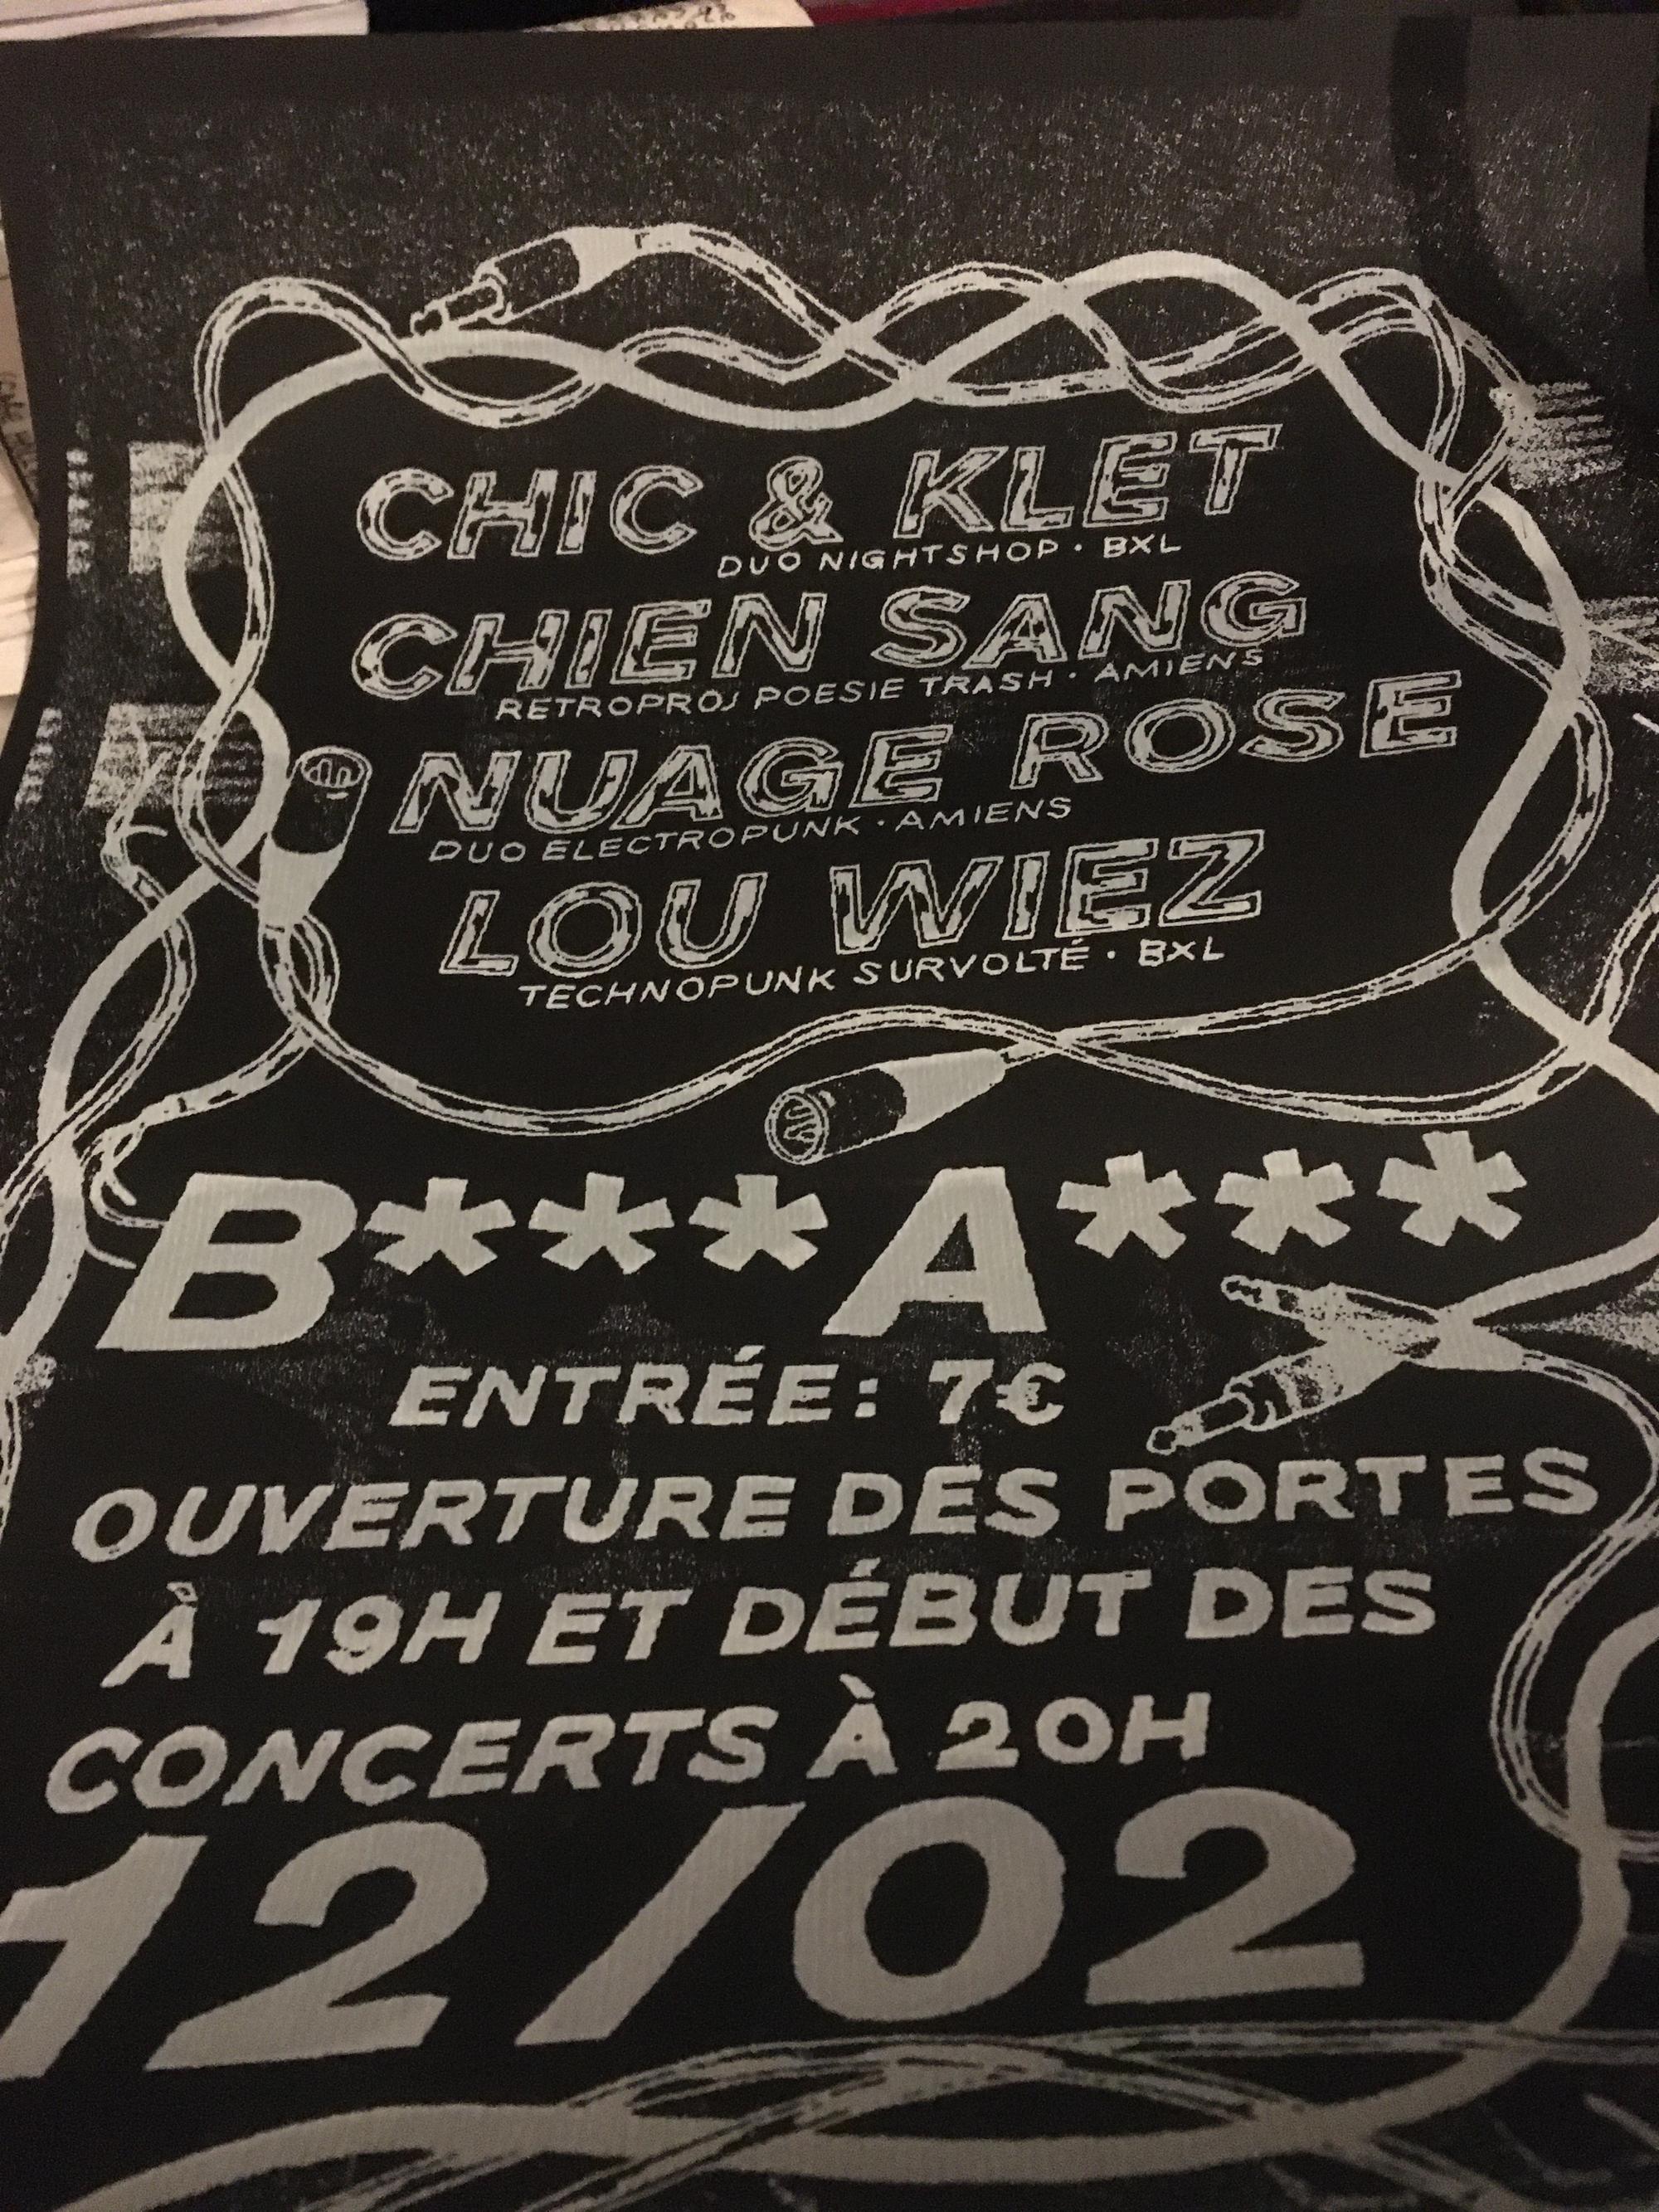 CHIC & KLET
DUO NIGHTSHOP · BXL
CHIEN SANG
RETROPROJ POESIE TRASH · AMIENS
NUAGE ROSE
DUO ELECTROPUNK · AMIENS
LOU WIEZ
TECHNOPUNK SURVOLTÉ · BXL
B***A***
ENTRÉE: 7€
OUVERTURE DES PORTES
À 19H ET DÉBUT DES
CONCERTS À 20H
12/02